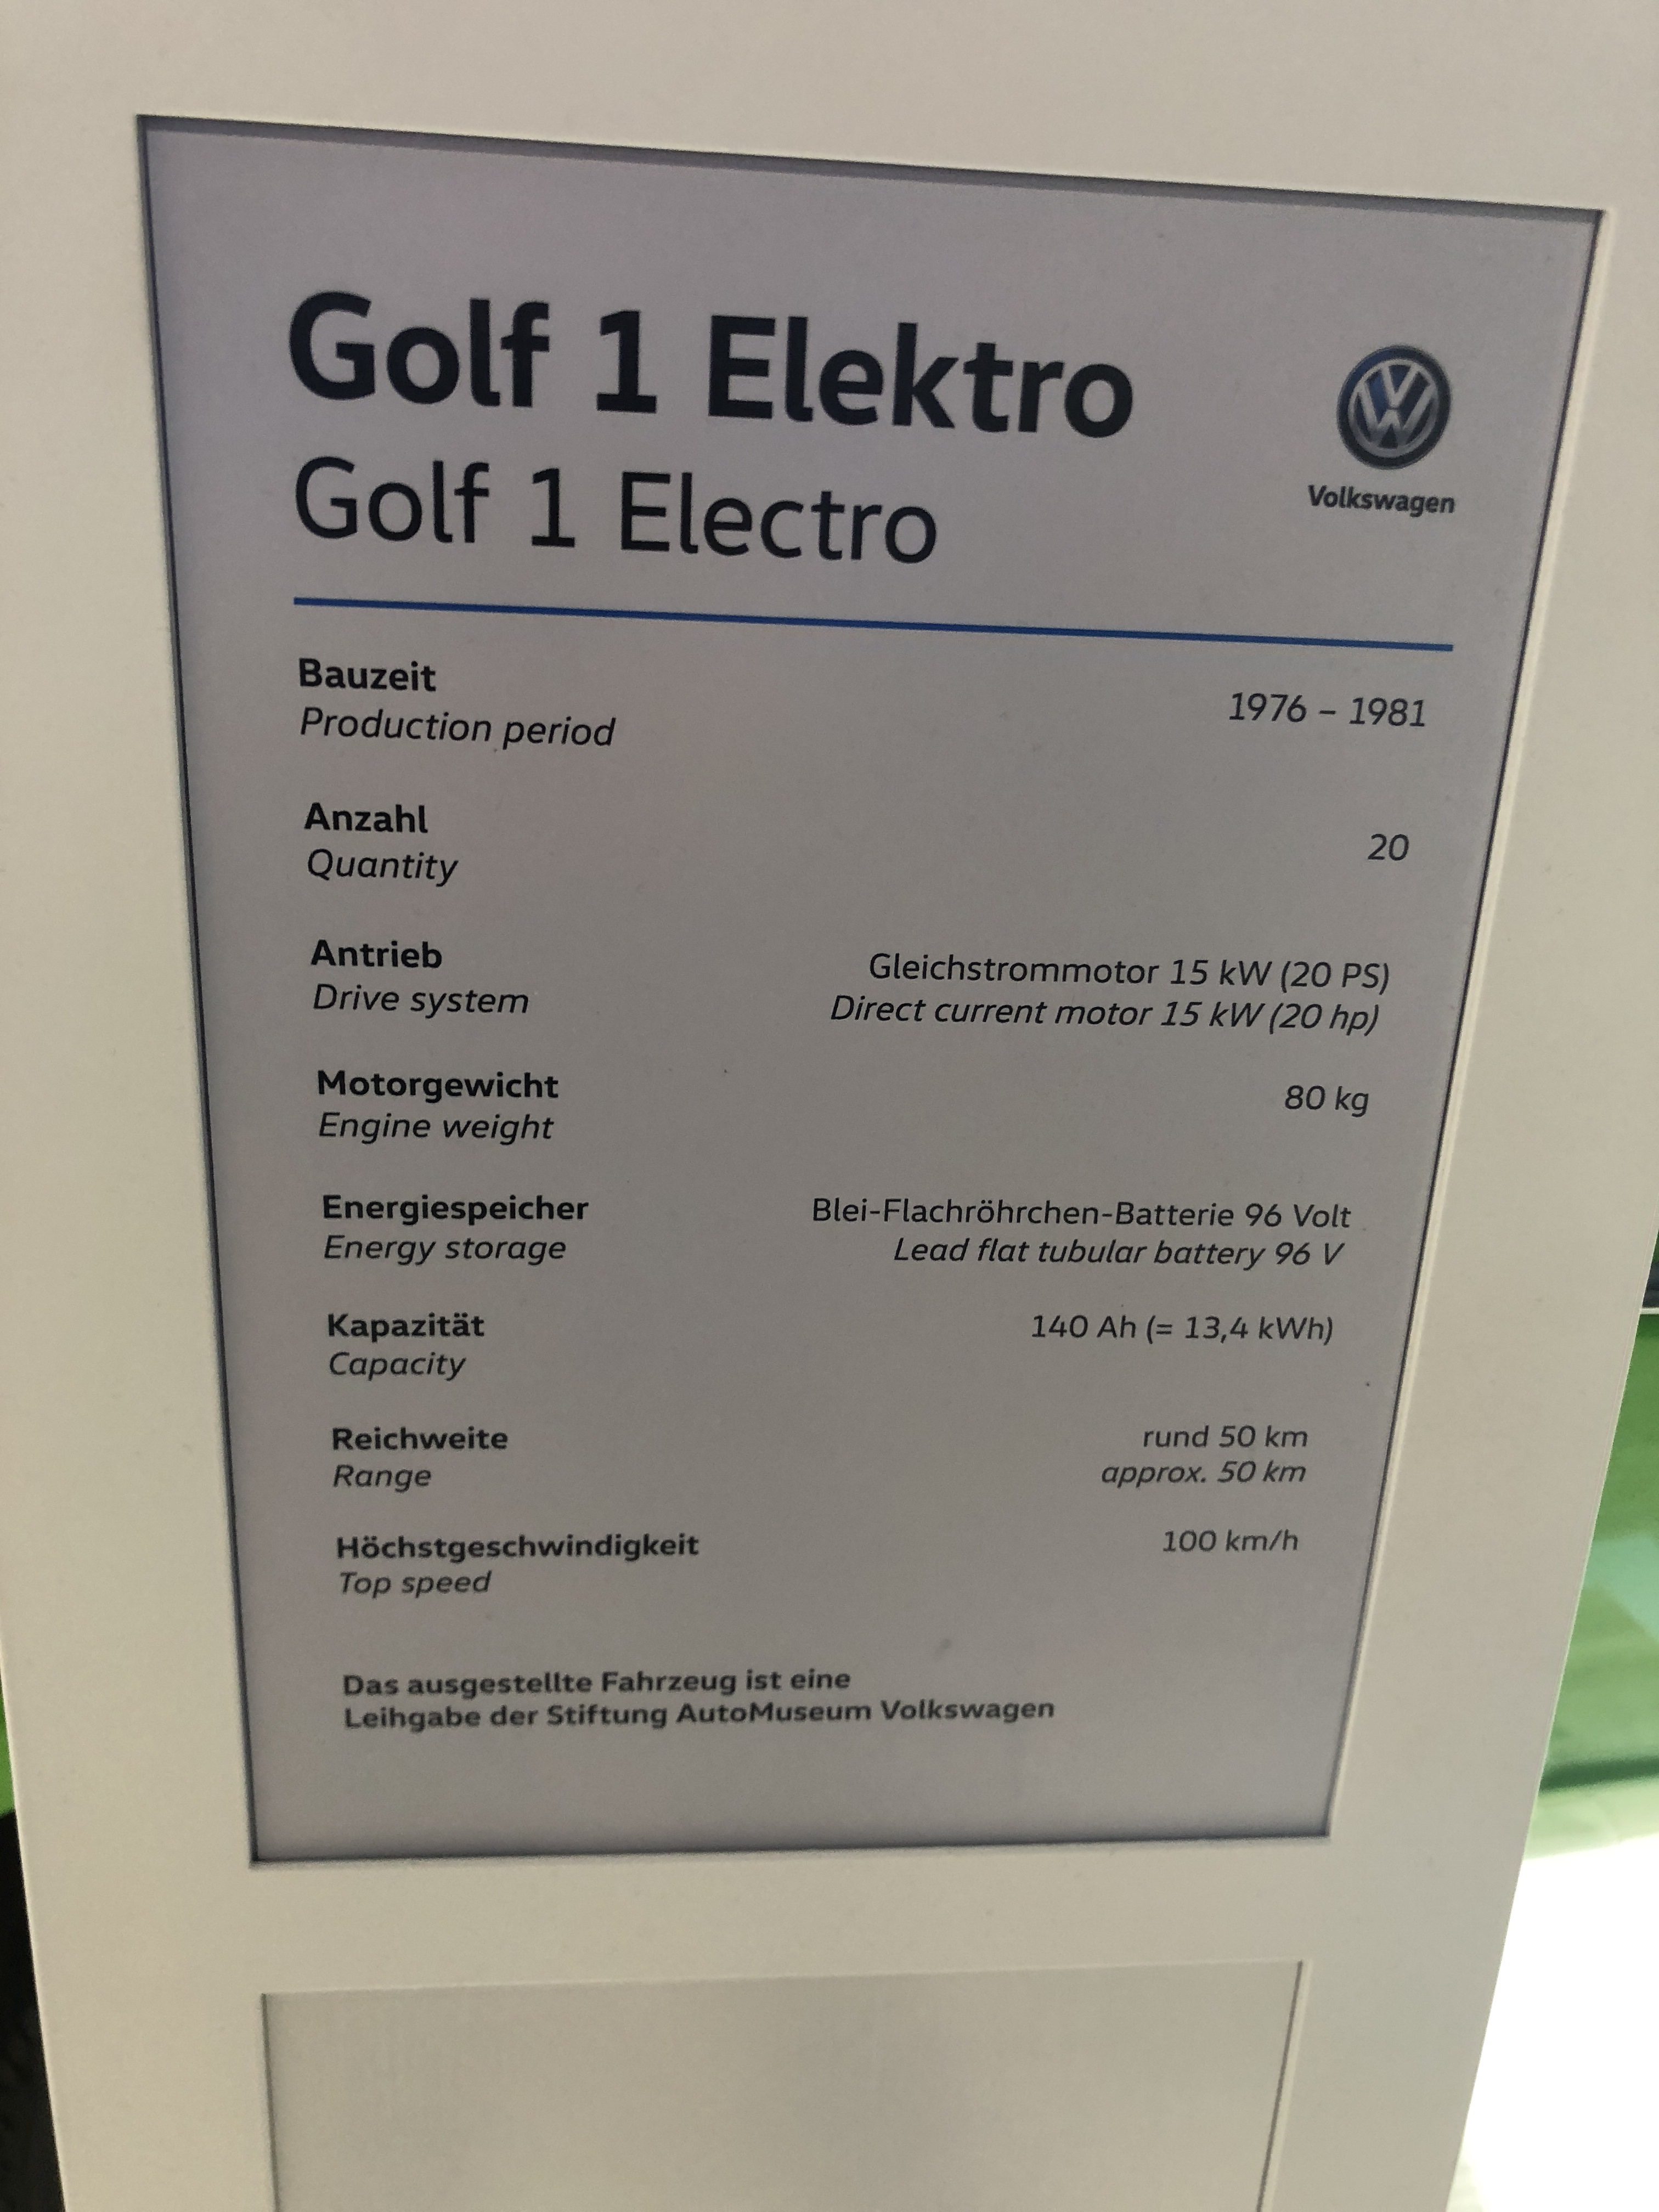 Golf 1 Elektro
Golf 1 Electro
Volkswagen
Bauzeit
Production period
1976 – 1981
Anzahl
Quantity
20
Antrieb
Drive system
Gleichstrommotor 15 kW (20 PS)
Direct current motor 15 kW (20 hp)
Motorgewicht
Engine weight
80 kg
Energiespeicher
Energy storage
Blei-Flachröhrchen-Batterie 96 Volt
Lead flat tubular battery 96 V
Kapazität
Capacity
140 Ah (= 13,4 kWh)
Reichweite
Range
rund 50 km
approx. 50 km
Höchstgeschwindigkeit
Top speed
100 km/h
Das ausgestellte Fahrzeug ist eine
Leihgabe der Stiftung AutoMuseum Volkswagen